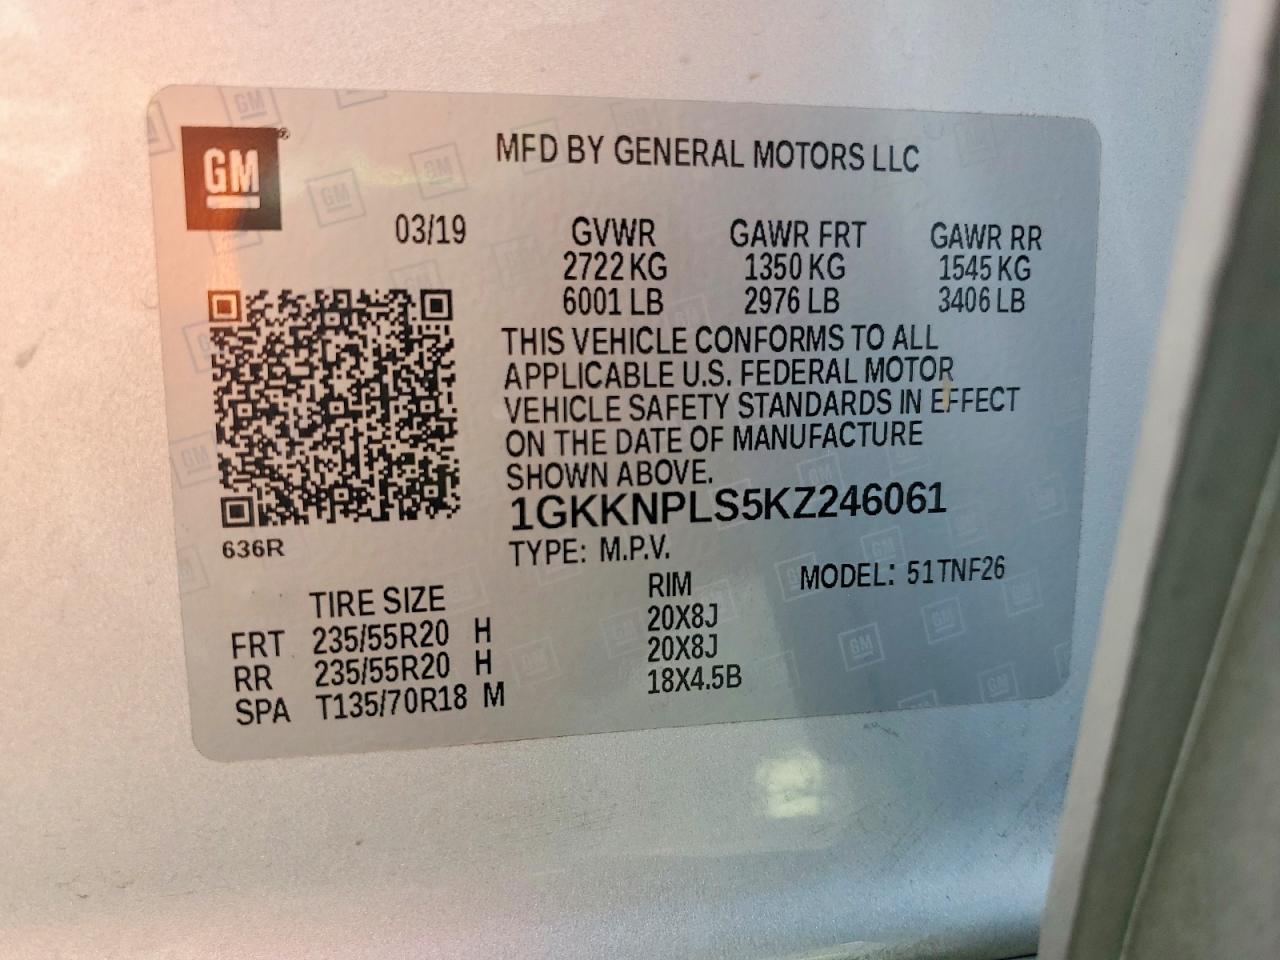 GM®
MFD BY GENERAL MOTORS LLC
03/19 GVWR GAWR FRT GAWR RR
2722 KG 1350 KG 1545 KG
6001 LB 2976 LB 3406 LB
THIS VEHICLE CONFORMS TO ALL
APPLICABLE U.S. FEDERAL MOTOR
VEHICLE SAFETY STANDARDS IN EFFECT
ON THE DATE OF MANUFACTURE
SHOWN ABOVE.
1GKKNPLS5KZ246061
636R
TYPE: M.P.V.
MODEL: 51TNF26
TIRE SIZE RIM
FRT 235/55R20 H 20X8J
RR 235/55R20 H 20X8J
SPA T135/70R18 M 18X4.5B